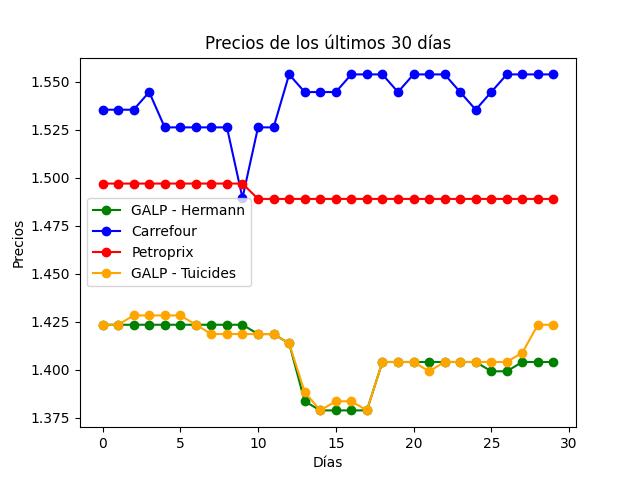 Precios de los últimos 30 días
Precios
1.550
1.525
1.500
1.475
1.450
1.425
1.400
1.375
GALP - Hermann
Carrefour
Petroprix
GALP - Tuicides
0 5 10 15 20 25 30
Días